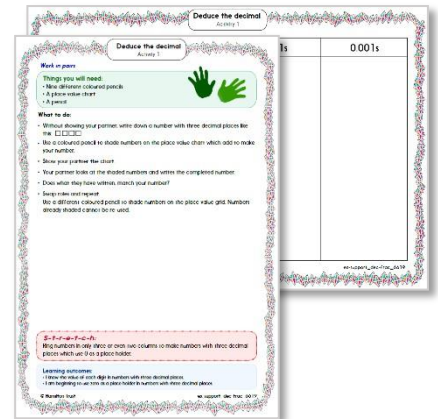 Deduce the decimal
Activity 1
1s
0.001s
ex-support_dec-frac_6619
Deduce the decimal
Activity 1
Work in pairs
Things you will need:
• Nine different coloured pencils
• A place value chart
• A pencil
What to do:
• Without showing your partner, write down a number with three decimal places like
this: □.□□□
• Use a coloured pencil to shade numbers on the place value chart which add to make
your number.
• Show your partner the chart.
• Your partner looks at the shaded numbers and writes the completed number.
• Does what they have written, match your number?
• Swap roles and repeat.
Use a different coloured pencil to shade numbers on the place value grid. Numbers
already shaded cannot be re-used.
S-t-r-e-t-c-h:
Ring numbers in only three or even two columns to make numbers with three decimal
places which use 0 as a place holder.
Learning outcomes:
• I know the value of each digit in numbers with three decimal places.
• I am beginning to use zero as a place holder in numbers with three decimal places.
© Hamilton Trust